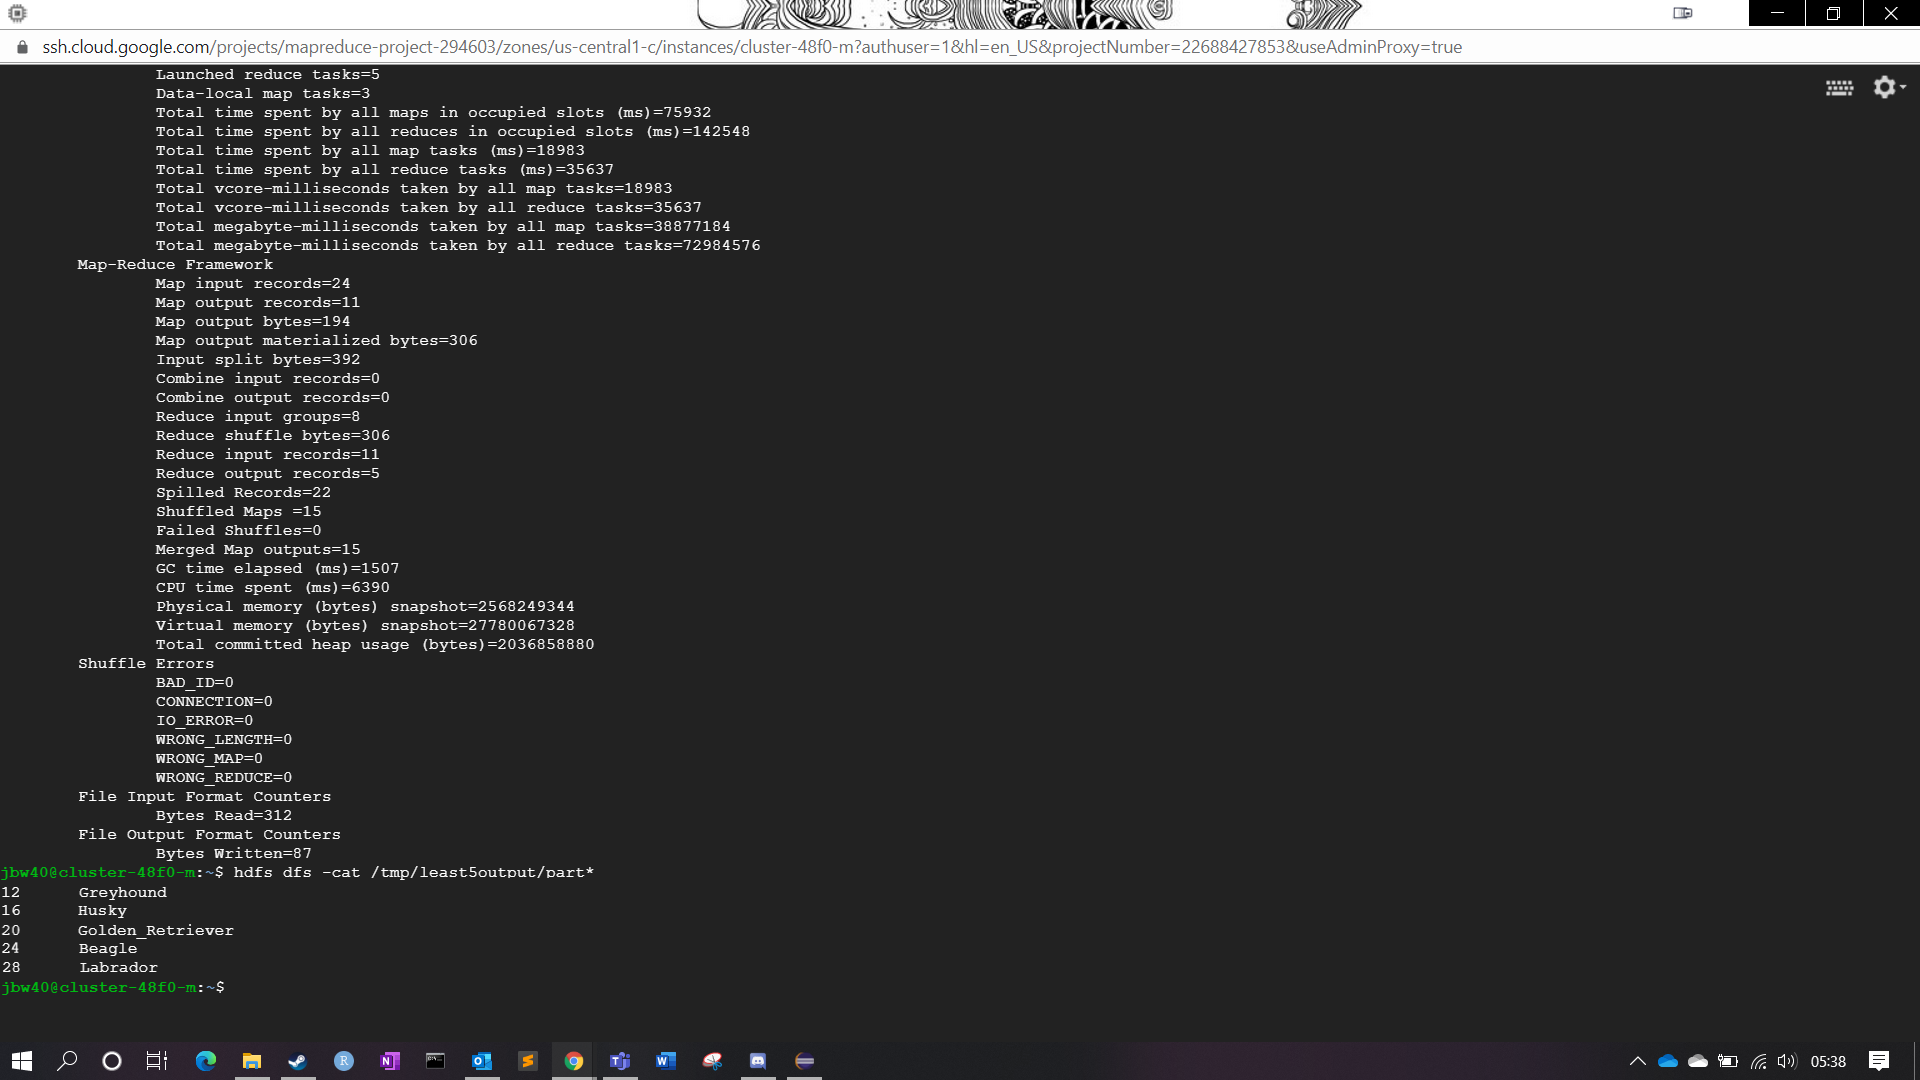 ssh.cloud.google.com/projects/mapreduce-project-294603/zones/us-central1-c/instances/cluster-48f0-m?authuser=1&hl=en_US&projectNumber=22688427853&useAdminProxy=true
Launched reduce tasks=5
Data-local map tasks=3
Total time spent by all maps in occupied slots (ms)=75932
Total time spent by all reduces in occupied slots (ms)=142548
Total time spent by all map tasks (ms)=18983
Total time spent by all reduce tasks (ms)=35637
Total vcore-milliseconds taken by all map tasks=18983
Total vcore-milliseconds taken by all reduce tasks=35637
Total megabyte-milliseconds taken by all map tasks=38877184
Total megabyte-milliseconds taken by all reduce tasks=72984576
Map-Reduce Framework
Map input records=24
Map output records=11
Map output bytes=194
Map output materialized bytes=306
Input split bytes=392
Combine input records=0
Combine output records=0
Reduce input groups=8
Reduce shuffle bytes=306
Reduce input records=11
Reduce output records=5
Spilled Records=22
Shuffled Maps =15
Failed Shuffles=0
Merged Map outputs=15
GC time elapsed (ms)=1507
CPU time spent (ms)=6390
Physical memory (bytes) snapshot=2568249344
Virtual memory (bytes) snapshot=27780067328
Total committed heap usage (bytes)=2036858880
Shuffle Errors
BAD_ID=0
CONNECTION=0
IO_ERROR=0
WRONG_LENGTH=0
WRONG_MAP=0
WRONG_REDUCE=0
File Input Format Counters
Bytes Read=312
File Output Format Counters
Bytes Written=87
jbw40@cluster-48f0-m:~$ hdfs dfs -cat /tmp/least5output/part*
12 Greyhound
16 Husky
20 Golden_Retriever
24 Beagle
28 Labrador
jbw40@cluster-48f0-m:~$
05:38